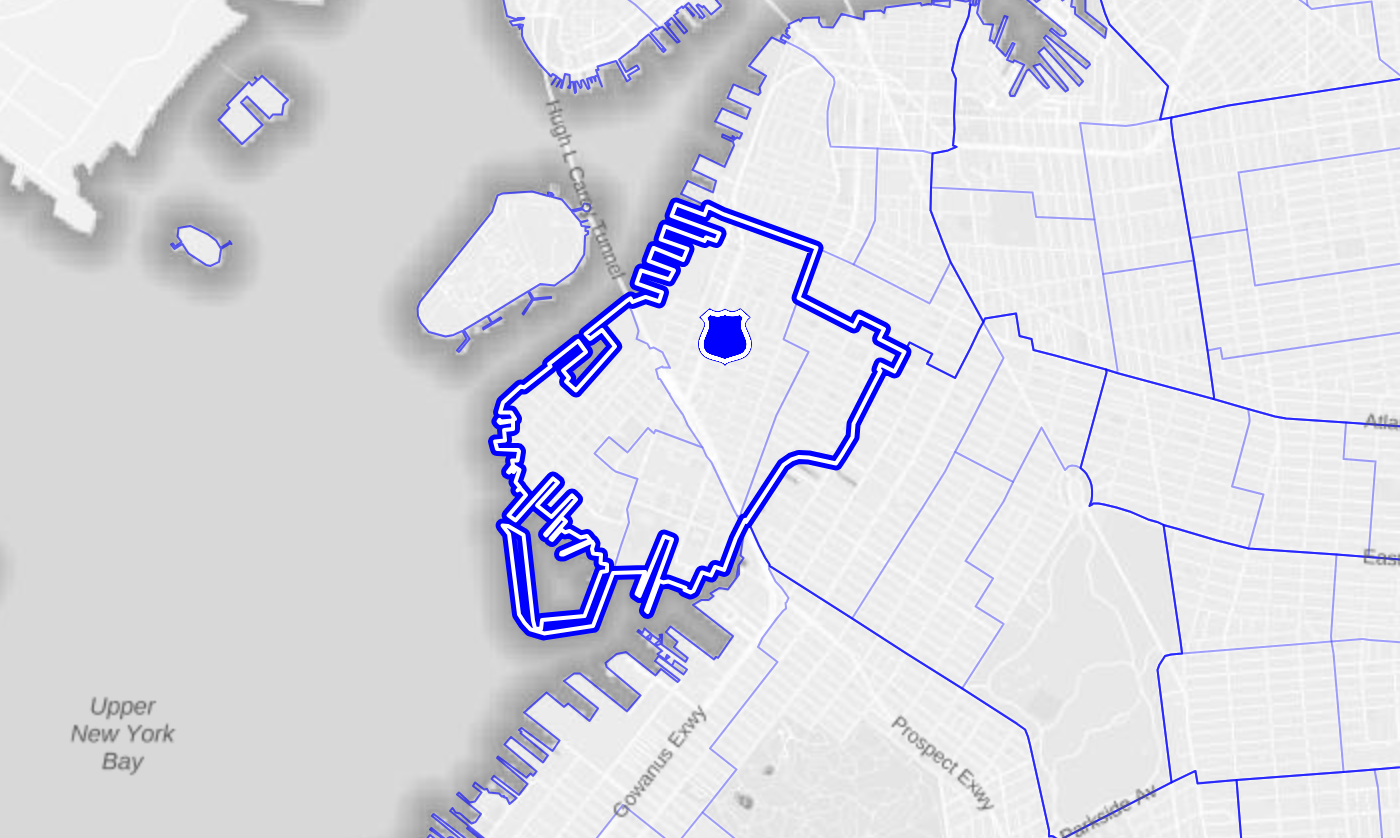 Hugh L Carey Tunnel
Atla
East
Upper
New York
Bay
Gowanus Exwy
Prospect Exwy
Parkside Av